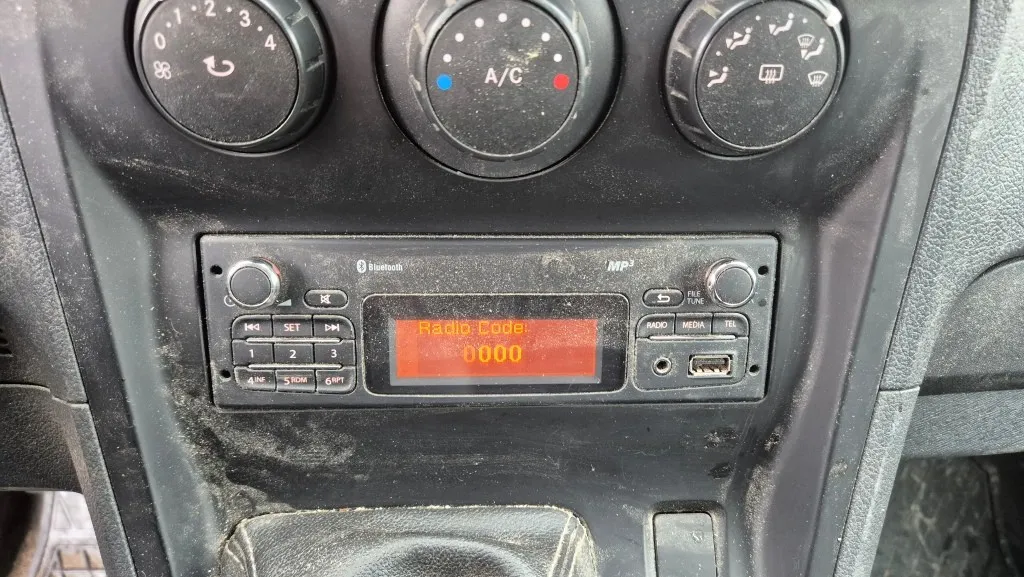 0 1 2 3 4
A/C
Bluetooth
MP3
FILE
TUNE
SET
RADIO MEDIA TEL
Radio Code:
0000
1 2 3
4 INF 5 RDM 6 RPT